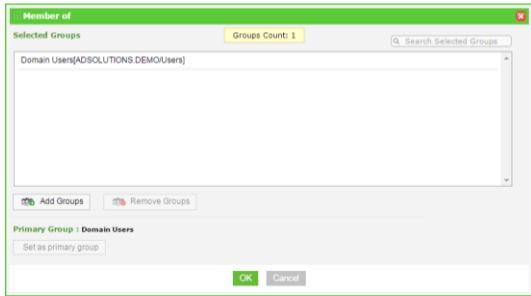 Member of
Selected Groups
Groups Count: 1
Search Selected Groups
Domain Users[ADSOLUTIONS.DEMO/Users]
Add Groups
Remove Groups
Primary Group : Domain Users
Set as primary group
OK
Cancel